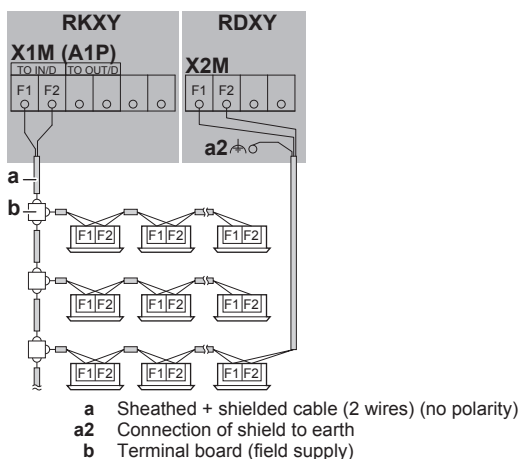 RKXY RDXY
X1M (A1P)
TO IN/D TO OUT/D
X2M
F1 F2 F1 F2
a2
a
b
F1 F2 F1 F2 F1 F2
F1 F2 F1 F2 F1 F2
F1 F2 F1 F2 F1 F2
a Sheathed + shielded cable (2 wires) (no polarity)
a2 Connection of shield to earth
b Terminal board (field supply)